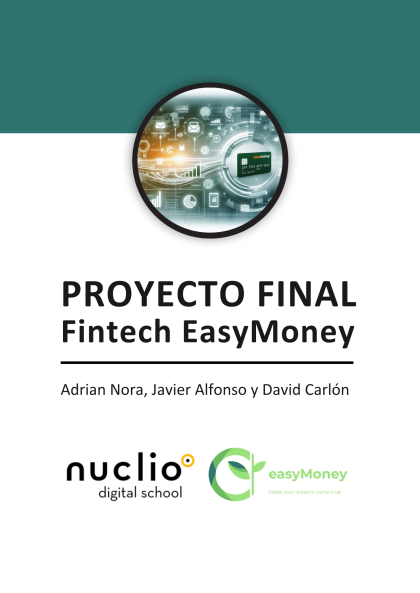 easymoney
PROYECTO FINAL
Fintech EasyMoney
Adrian Nora, Javier Alfonso y David Carlón
nuclio
digital school
easyMoney
Make your dreams come true